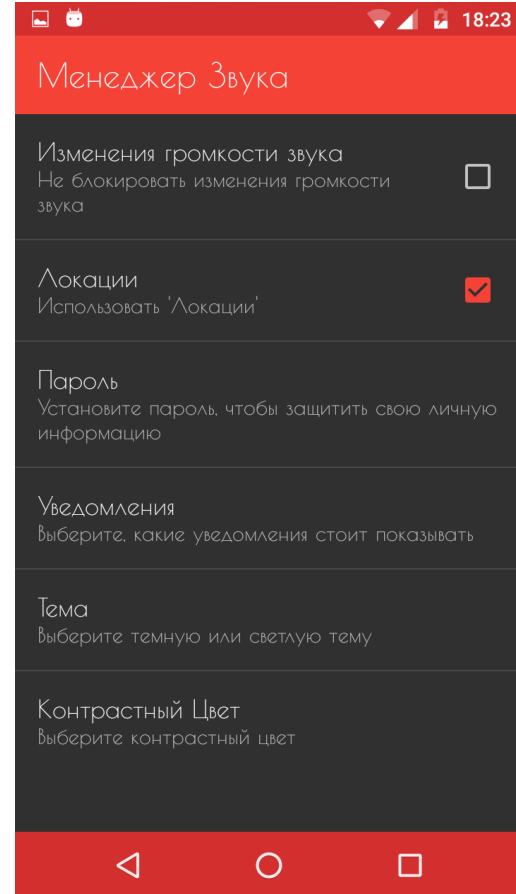 18:23
Менеджер Звука
Изменения громкости звука
Не блокировать изменения громкости
звука
Локации
Использовать 'Локации'
Пароль
Установите пароль, чтобы защитить свою личную
информацию
Уведомления
Выберите, какие уведомления стоит показывать
Тема
Выберите темную или светлую тему
Контрастный Цвет
Выберите контрастный цвет